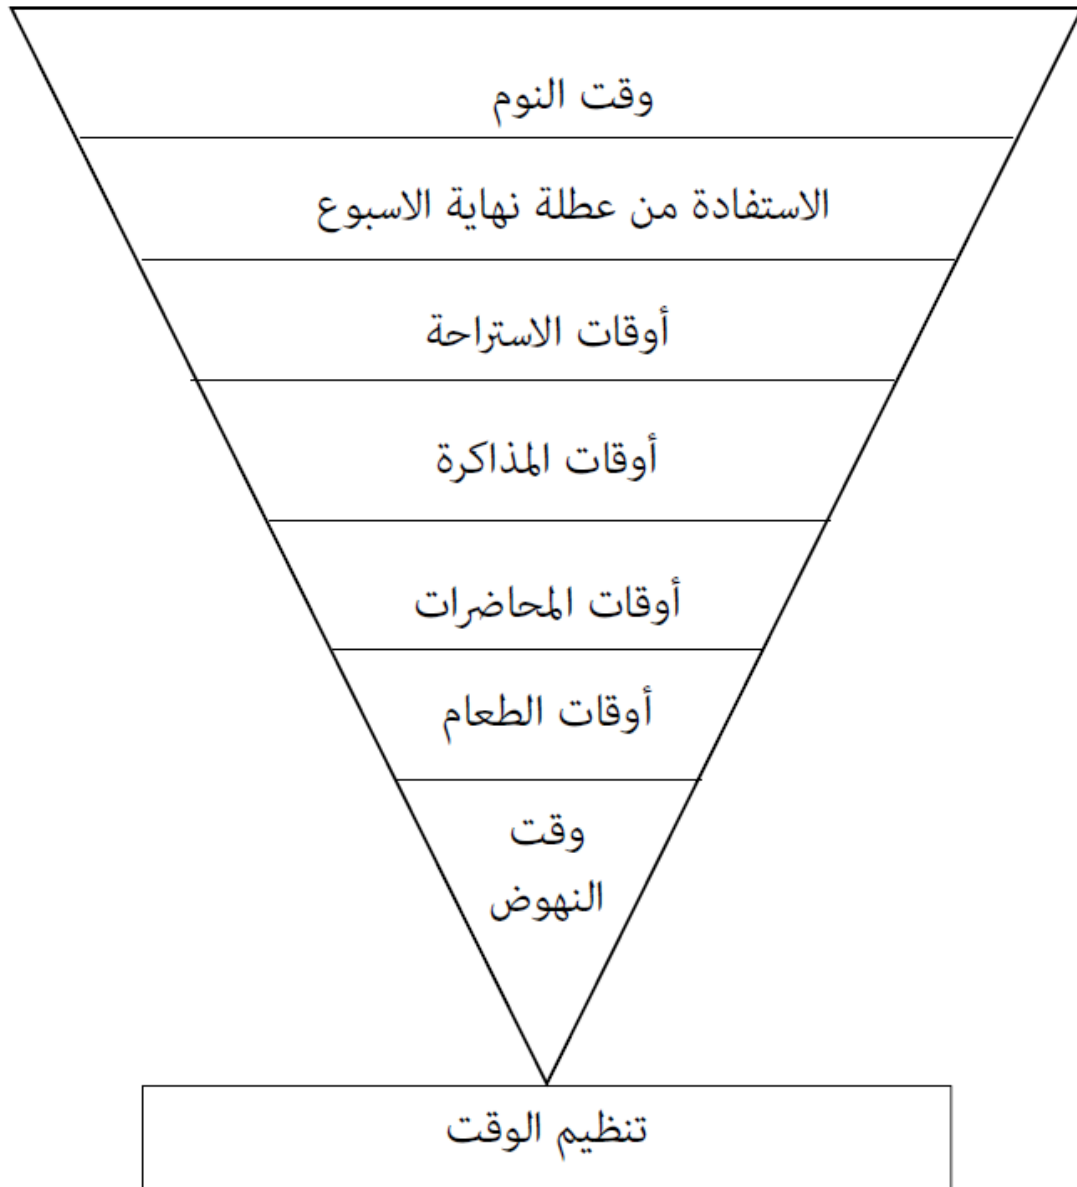 وقت النوم
الاستفادة من عطلة نهاية الاسبوع
أوقات الاستراحة
أوقات المذاكرة
أوقات المحاضرات
أوقات الطعام
وقت
النهوض
تنظيم الوقت